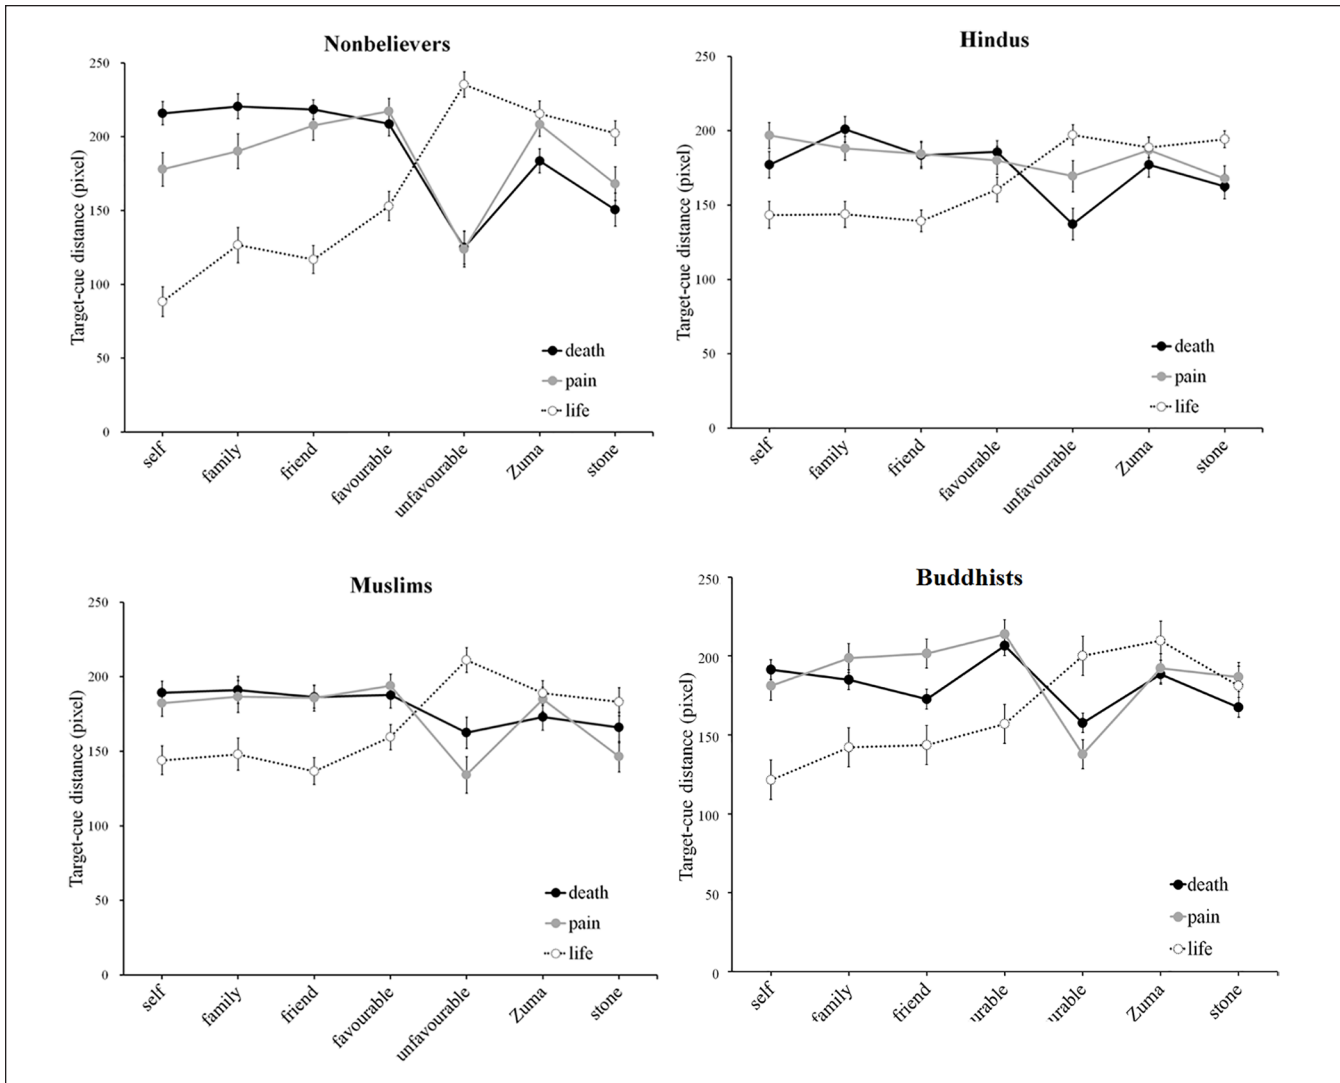 Nonbelievers
250
200
150
100
50
0
Target-cue distance (pixel)
death
pain
life
self
family
friend
favourable
unfavourable
Zuma
stone
Hindus
250
200
150
100
50
0
Target-cue distance (pixel)
death
pain
life
self
family
friend
favourable
unfavourable
Zuma
stone
Muslims
250
200
150
100
50
0
Target-cue distance (pixel)
death
pain
life
self
family
friend
favourable
unfavourable
Zuma
stone
Buddhists
250
200
150
100
50
0
Target-cue distance (pixel)
death
pain
life
self
family
friend
urable
urable
Zuma
stone